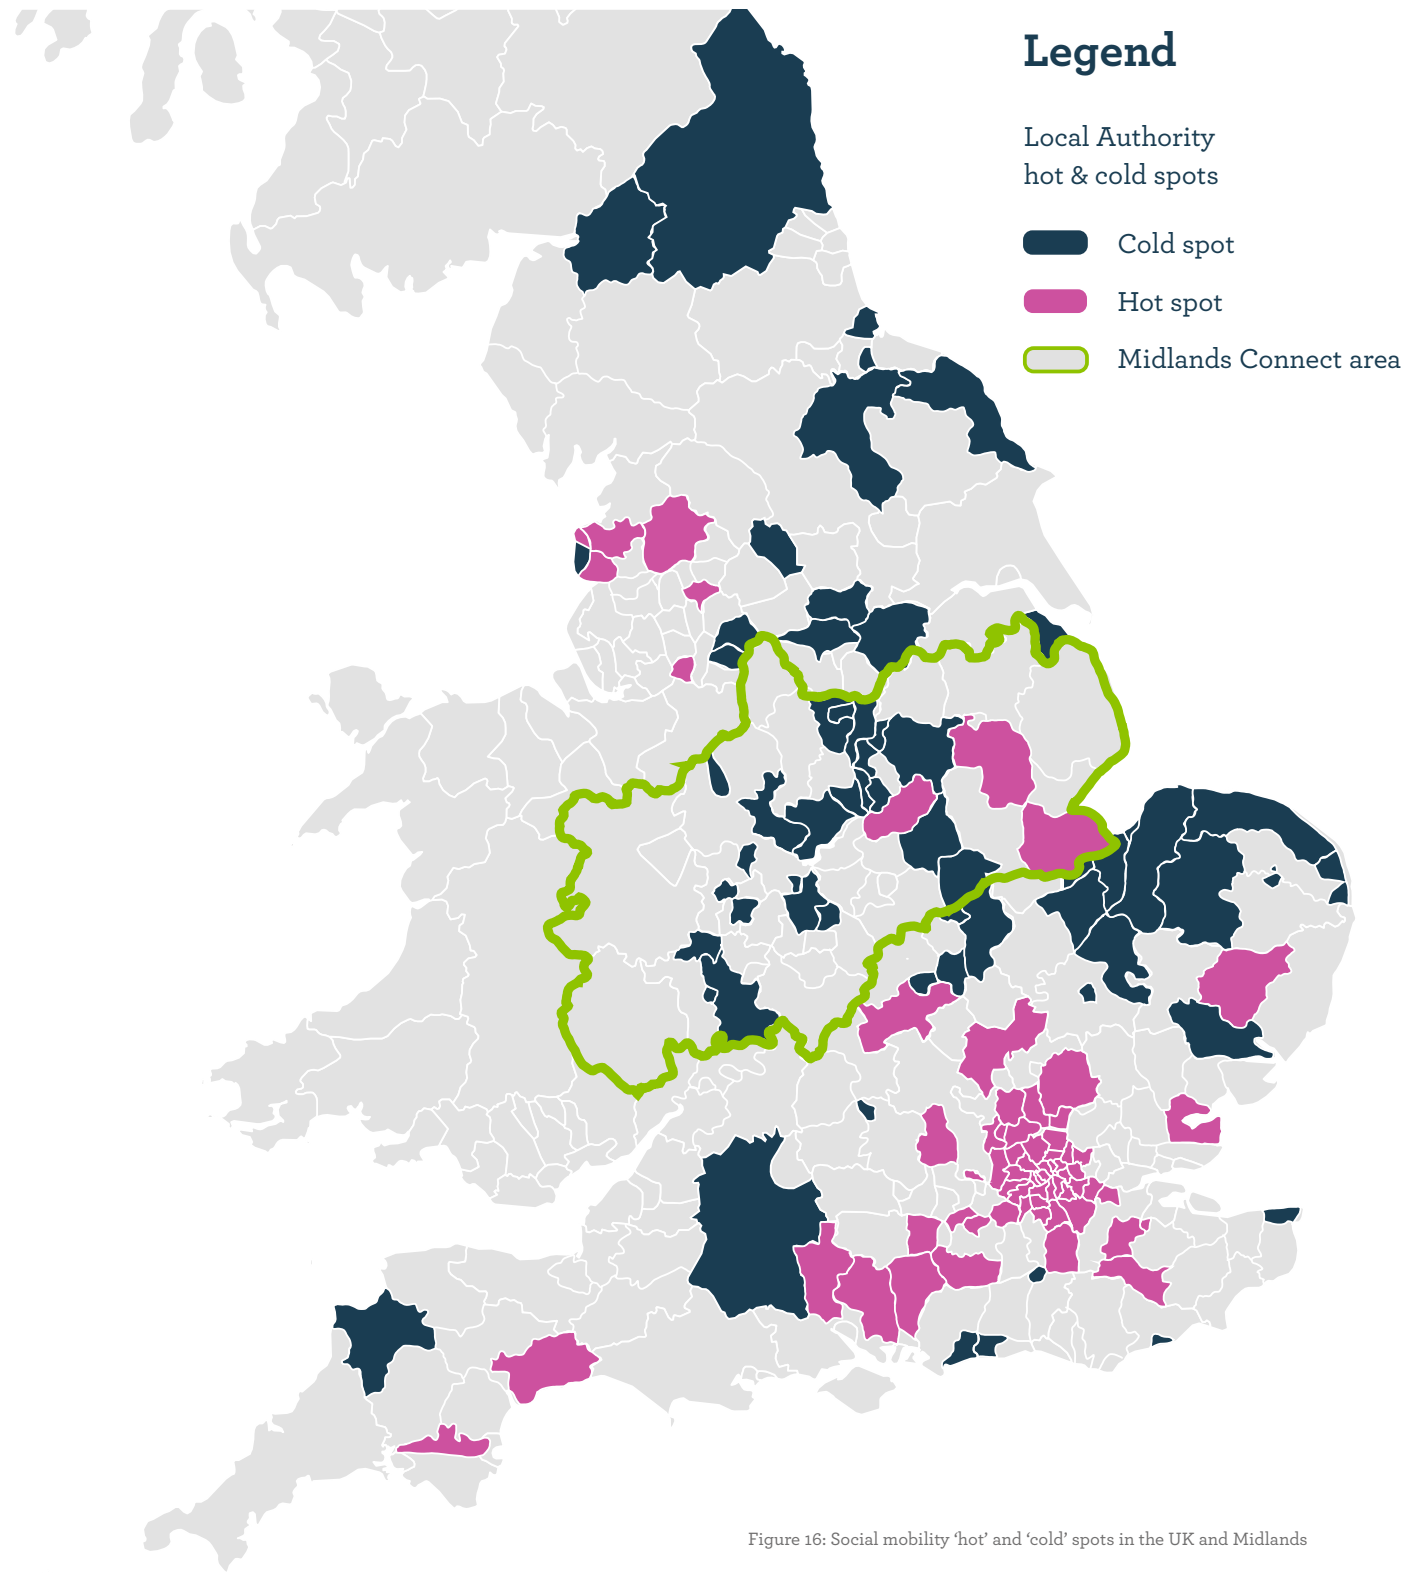 Legend
Local Authority
hot & cold spots
Cold spot
Hot spot
Midlands Connect area
Figure 16: Social mobility ‘hot’ and ‘cold’ spots in the UK and Midlands